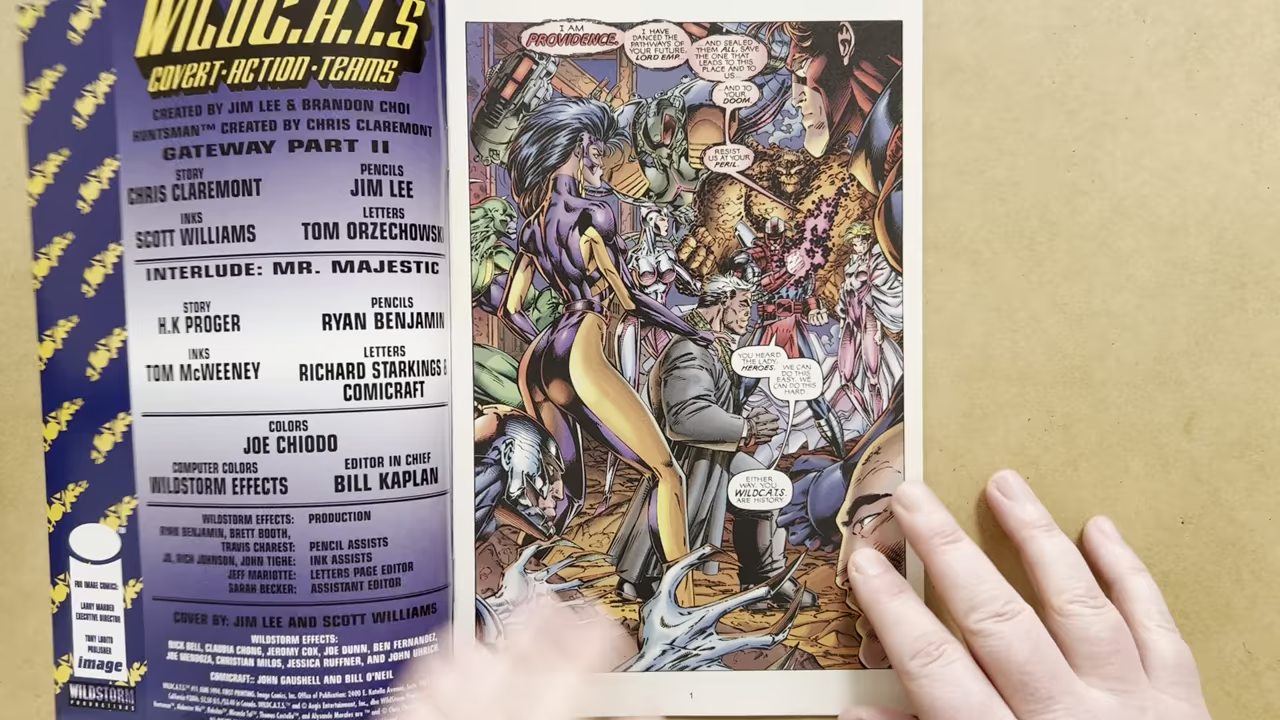 WILDC.A.T.S
COVERT·ACTION·TEAMS
CREATED BY JIM LEE & BRANDON CHOI
HUNTSMAN™ CREATED BY CHRIS CLAREMONT
GATEWAY PART II
STORY
CHRIS CLAREMONT
PENCILS
JIM LEE
INKS
SCOTT WILLIAMS
LETTERS
TOM ORZECHOWSKI
INTERLUDE: MR. MAJESTIC
STORY
H.K PROGER
PENCILS
RYAN BENJAMIN
INKS
TOM McWEENEY
LETTERS
RICHARD STARKINGS &
COMICRAFT
COLORS
JOE CHIODO
COMPUTER COLORS
WILDSTORM EFFECTS
EDITOR IN CHIEF
BILL KAPLAN
WILDSTORM EFFECTS: PRODUCTION
RYAN BENJAMIN, BRETT BOOTH,
TRAVIS CHAREST: PENCIL ASSISTS
JR, RICH JOHNSON, JOHN TIGHE: INK ASSISTS
JEFF MARIOTTE: LETTERS PAGE EDITOR
SARAH BECKER: ASSISTANT EDITOR
COVER BY: JIM LEE AND SCOTT WILLIAMS
WILDSTORM EFFECTS:
NICK BELL, CLAUDIA CHONG, JEROMY COX, JOE DUNN, BEN FERNANDEZ,
JOE MENDOZA, CHRISTIAN MILOS, JESSICA RUFFNER, AND JOHN UHRICH
COMICRAFT: JOHN GAUSHELL AND BILL O'NEIL
FOR IMAGE COMICS:
LARRY MARDER
EXECUTIVE DIRECTOR
TONY LOBITO
PUBLISHER
image
WILDSTORM
PRODUCTIONS
I AM
PROVIDENCE.
I HAVE
DANCED THE
PATHWAYS OF
YOUR FUTURE,
LORD EMP...
...AND SEALED
THEM ALL, SAVE
THE ONE THAT
LEADS TO THIS
PLACE AND TO
US...
...AND TO
YOUR
DOOM.
RESIST
US AT YOUR
PERIL.
YOU HEARD
THE LADY,
HEROES.
WE CAN
DO THIS
EASY. WE
CAN DO THIS
HARD.
EITHER
WAY, YOU
WILDC.A.T.S.
ARE HISTORY.
1